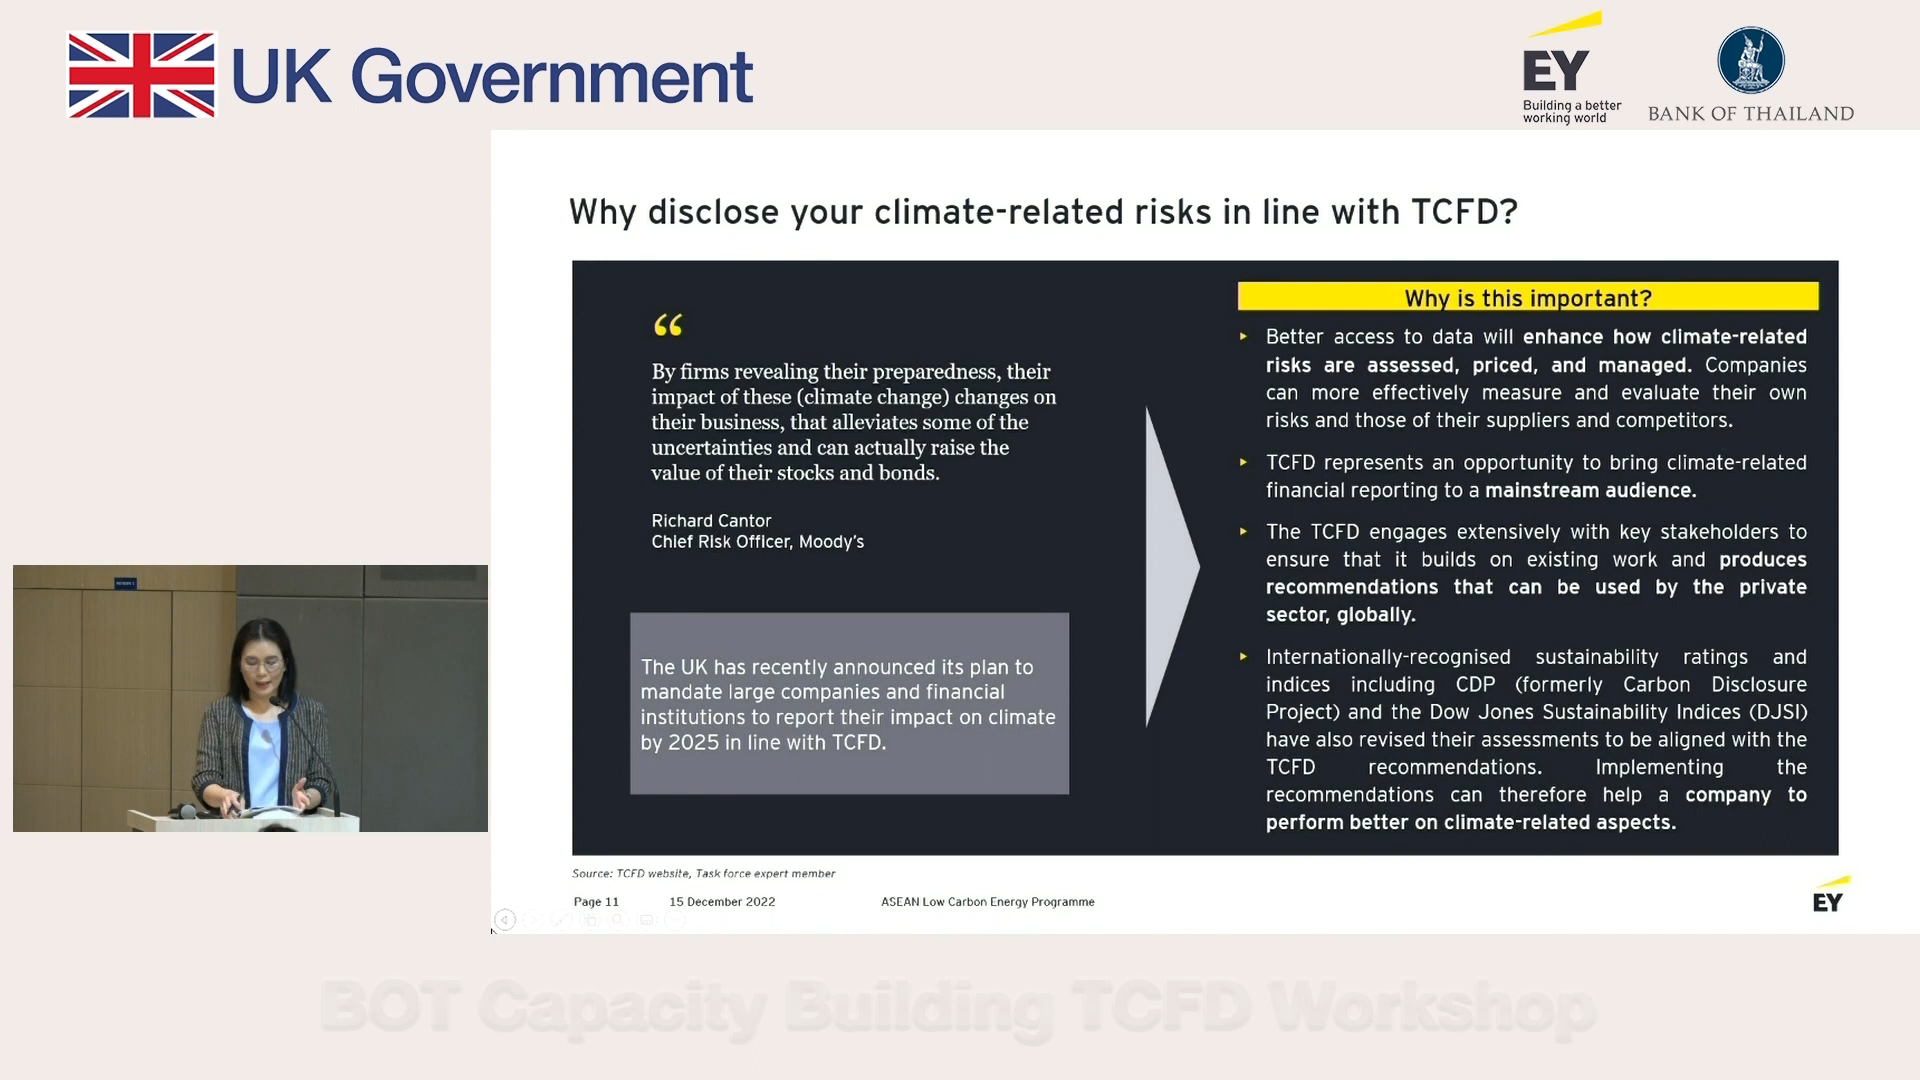 UK Government
EY
Building a better
working world
BANK OF THAILAND
Why disclose your climate-related risks in line with TCFD?
“
By firms revealing their preparedness, their
impact of these (climate change) changes on
their business, that alleviates some of the
uncertainties and can actually raise the
value of their stocks and bonds.
Richard Cantor
Chief Risk Officer, Moody’s
The UK has recently announced its plan to
mandate large companies and financial
institutions to report their impact on climate
by 2025 in line with TCFD.
Why is this important?
Better access to data will enhance how climate-related
risks are assessed, priced, and managed. Companies
can more effectively measure and evaluate their own
risks and those of their suppliers and competitors.
TCFD represents an opportunity to bring climate-related
financial reporting to a mainstream audience.
The TCFD engages extensively with key stakeholders to
ensure that it builds on existing work and produces
recommendations that can be used by the private
sector, globally.
Internationally-recognised sustainability ratings and
indices including CDP (formerly Carbon Disclosure
Project) and the Dow Jones Sustainability Indices (DJSI)
have also revised their assessments to be aligned with the
TCFD recommendations. Implementing the
recommendations can therefore help a company to
perform better on climate-related aspects.
Source: TCFD website, Task force expert member
Page 11 15 December 2022 ASEAN Low Carbon Energy Programme
EY
BOT Capacity Building TCFD Workshop